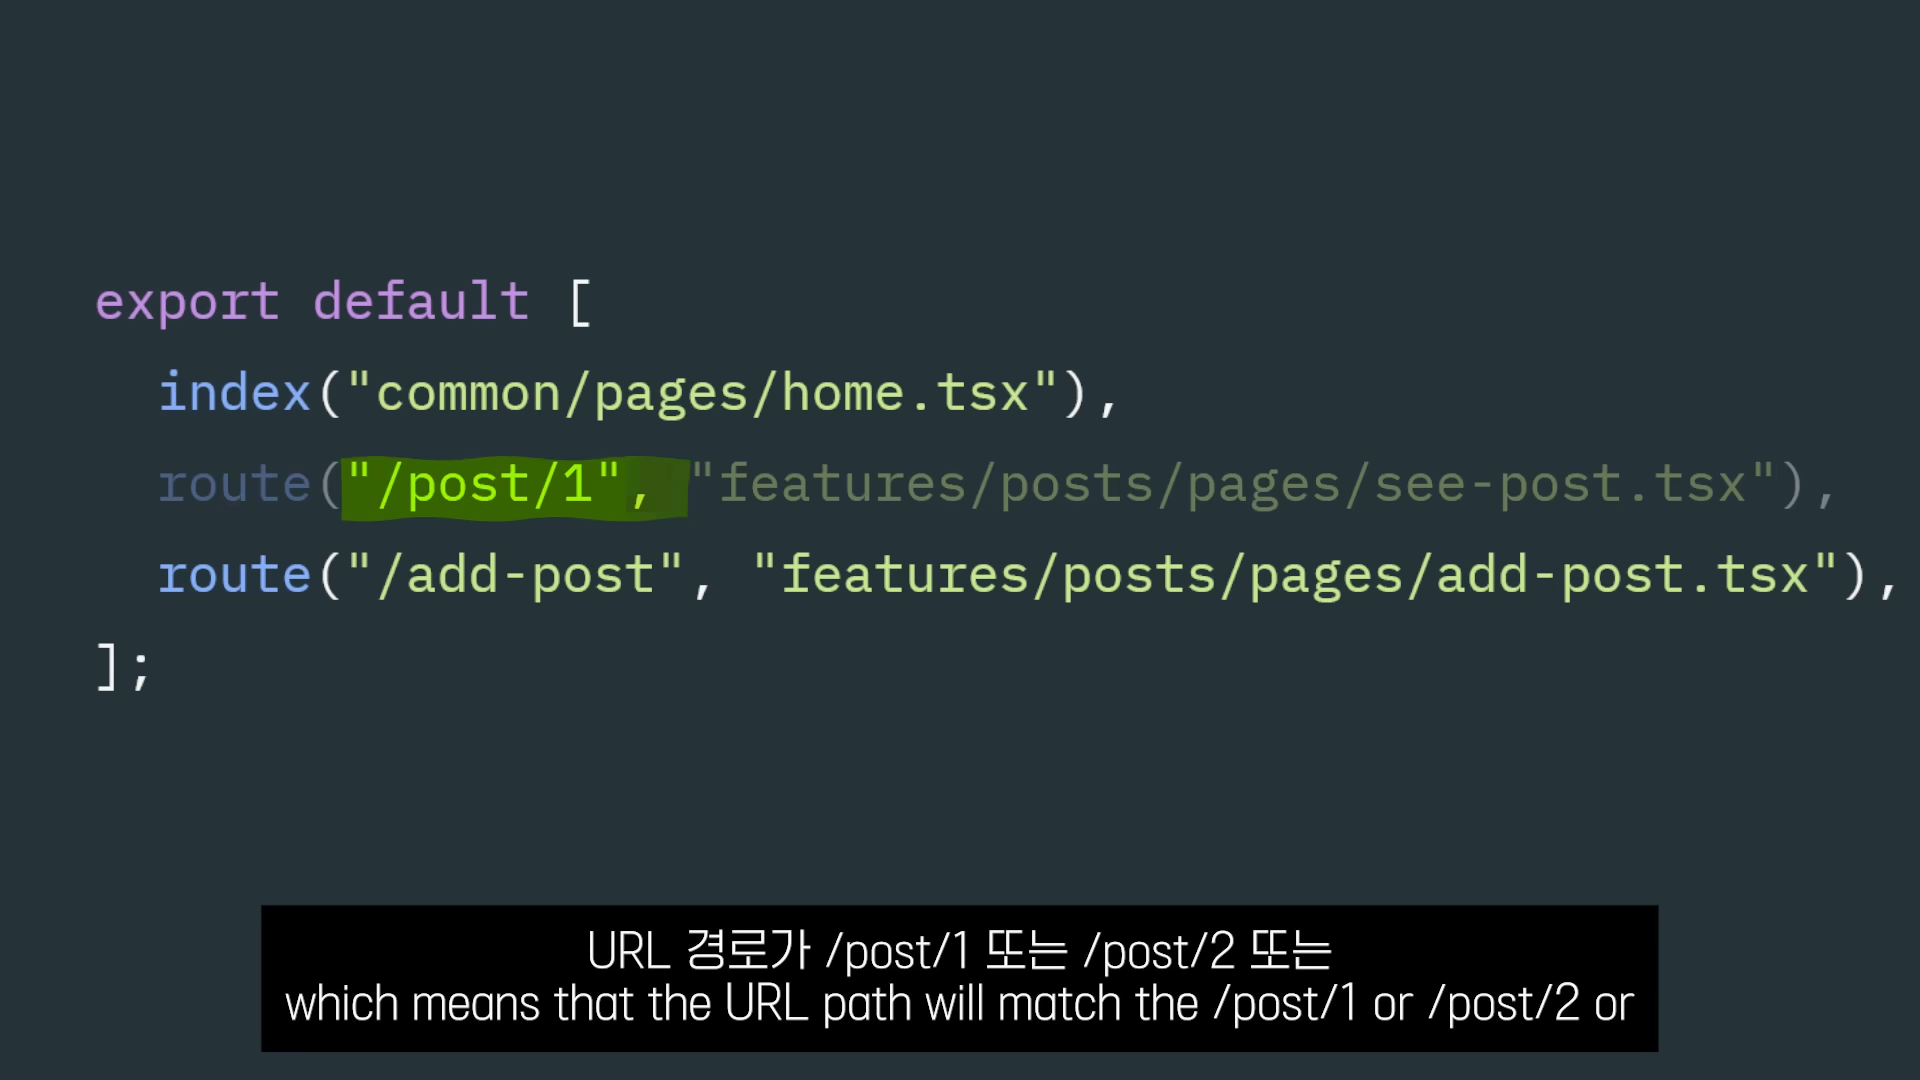 export default [
  index("common/pages/home.tsx"),
  route("/post/1", "features/posts/pages/see-post.tsx"),
  route("/add-post", "features/posts/pages/add-post.tsx"),
];
URL 경로가 /post/1 또는 /post/2 또는
which means that the URL path will match the /post/1 or /post/2 or